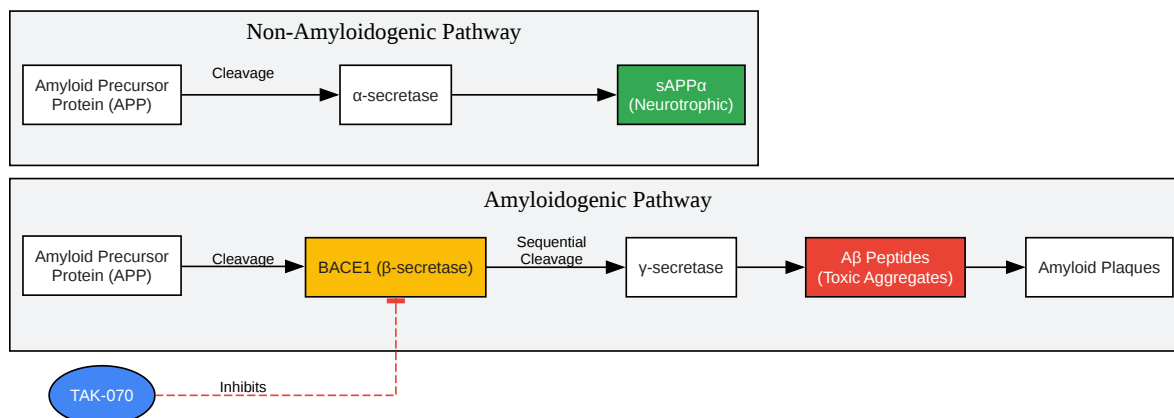 Non-Amyloidogenic Pathway
Amyloid Precursor
Protein (APP)
Cleavage
α-secretase
sAPPα
(Neurotrophic)
Amyloidogenic Pathway
Amyloid Precursor
Protein (APP)
Cleavage
BACE1 (β-secretase)
Sequential
Cleavage
γ-secretase
Aβ Peptides
(Toxic Aggregates)
Amyloid Plaques
TAK-070
Inhibits